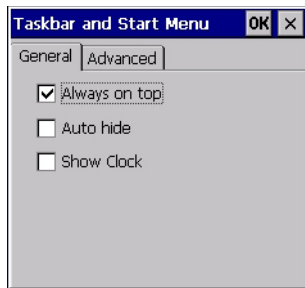 Taskbar and Start Menu OK ×
General Advanced
Always on top
Auto hide
Show Clock